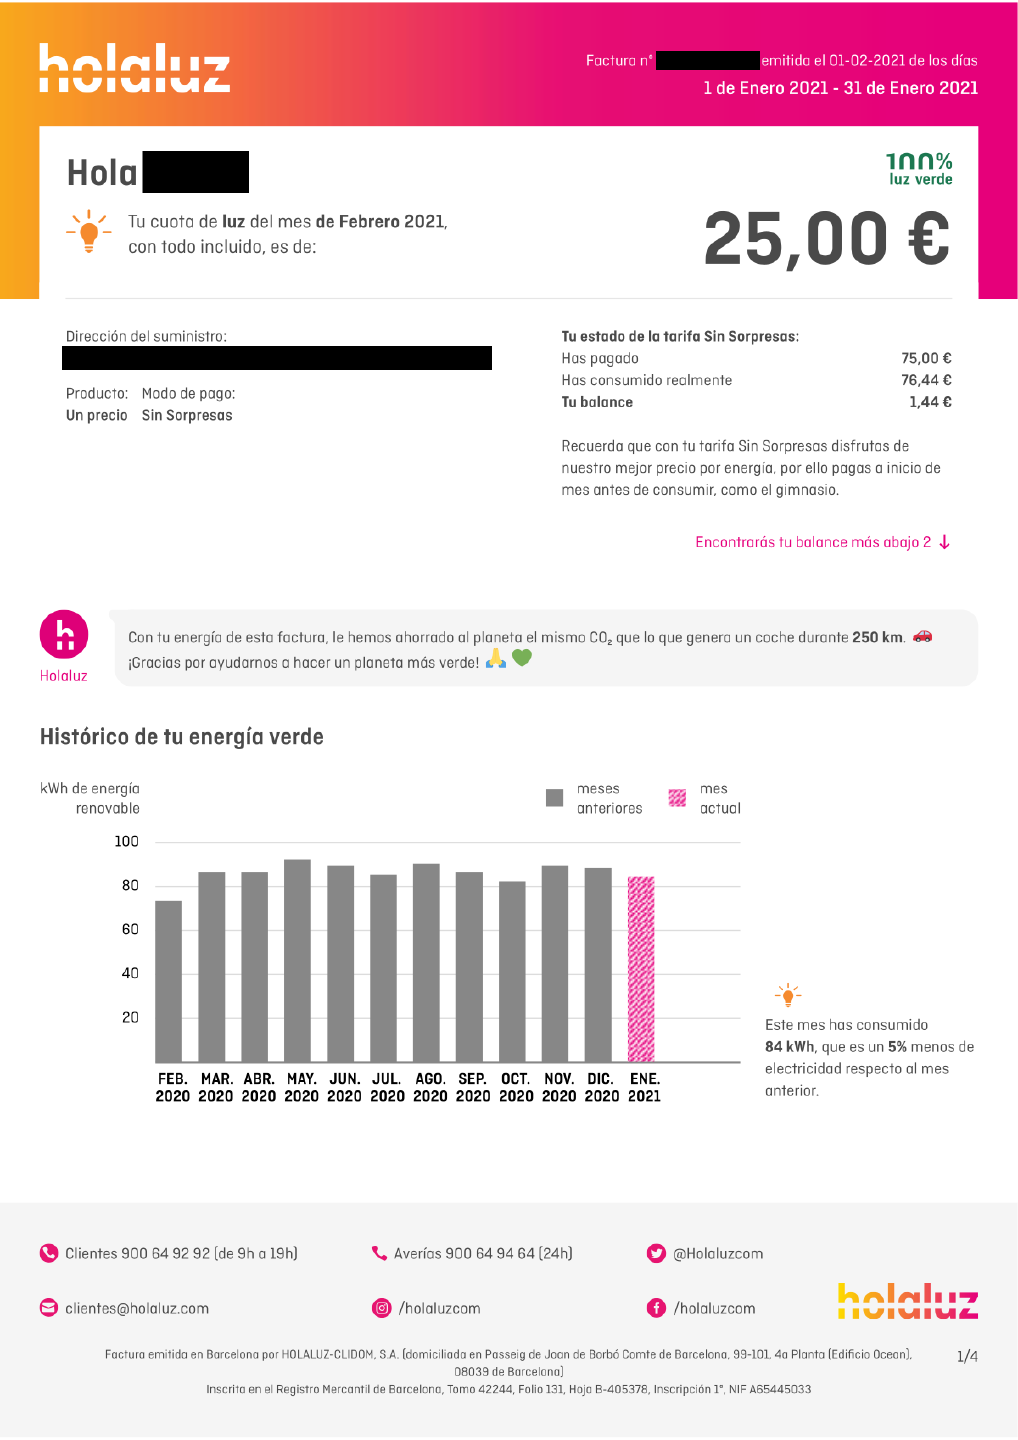 holaluz
Factura nº emitida el 01-02-2021 de los días
1 de Enero 2021 - 31 de Enero 2021
Hola
100%
luz verde
Tu cuota de luz del mes de Febrero 2021,
con todo incluido, es de:
25,00 €
Dirección del suministro:
Producto: Modo de pago:
Un precio Sin Sorpresas
Tu estado de la tarifa Sin Sorpresas:
Has pagado 75,00 €
Has consumido realmente 76,44 €
Tu balance 1,44 €
Recuerda que con tu tarifa Sin Sorpresas disfrutas de
nuestro mejor precio por energía, por ello pagas a inicio de
mes antes de consumir, como el gimnasio.
Encontrarás tu balance más abajo 2 ↓
Holaluz
Con tu energía de esta factura, le hemos ahorrado al planeta el mismo CO₂ que lo que genera un coche durante 250 km. 🚗
¡Gracias por ayudarnos a hacer un planeta más verde! 🙏 💚
Histórico de tu energía verde
kWh de energía
renovable
meses
anteriores
mes
actual
100
80
60
40
20
FEB. MAR. ABR. MAY. JUN. JUL. AGO. SEP. OCT. NOV. DIC. ENE.
2020 2020 2020 2020 2020 2020 2020 2020 2020 2020 2020 2021
Este mes has consumido
84 kWh, que es un 5% menos de
electricidad respecto al mes
anterior.
Clientes 900 64 92 92 (de 9h a 19h)
Averías 900 64 94 64 (24h)
@Holaluzcom
clientes@holaluz.com
/holaluzcom
/holaluzcom
holaluz
Factura emitida en Barcelona por HOLALUZ-CLIDOM, S.A. (domiciliada en Passeig de Joan de Borbó Comte de Barcelona, 99-101, 4a Planta (Edificio Ocean),
08039 de Barcelona)
Inscrita en el Registro Mercantil de Barcelona, Tomo 42244, Folio 131, Hoja B-405378, Inscripción 1ª, NIF A65445033
1/4